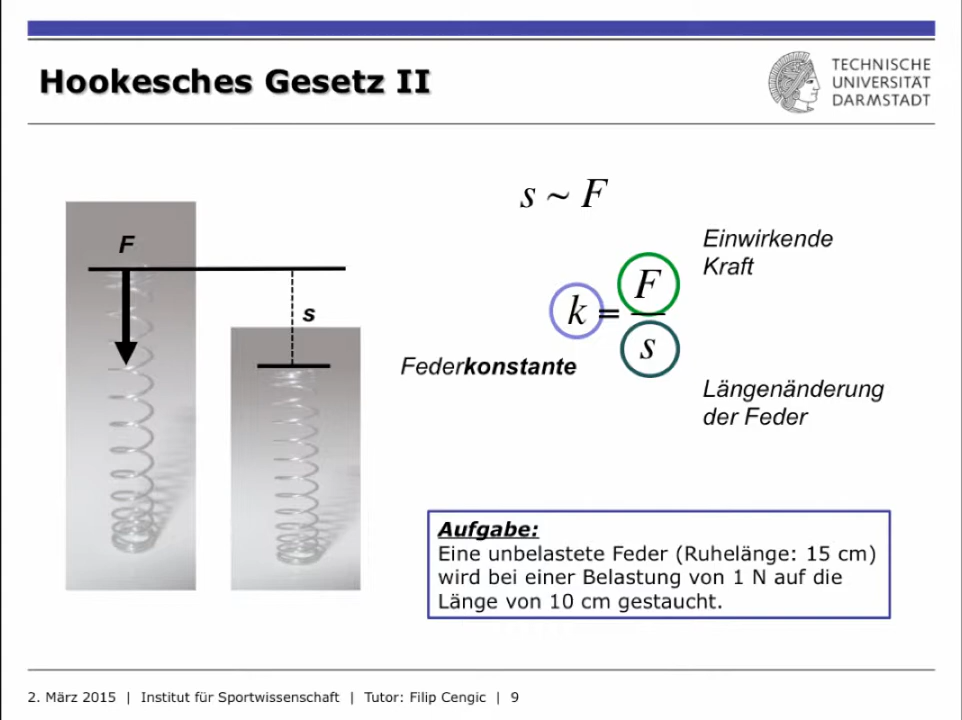 Hookesches Gesetz II
TECHNISCHE
UNIVERSITÄT
DARMSTADT
s ~ F
F
s
k = F/s
Einwirkende
Kraft
Federkonstante
Längenänderung
der Feder
Aufgabe:
Eine unbelastete Feder (Ruhelänge: 15 cm)
wird bei einer Belastung von 1 N auf die
Länge von 10 cm gestaucht.
2. März 2015 | Institut für Sportwissenschaft | Tutor: Filip Cengic | 9